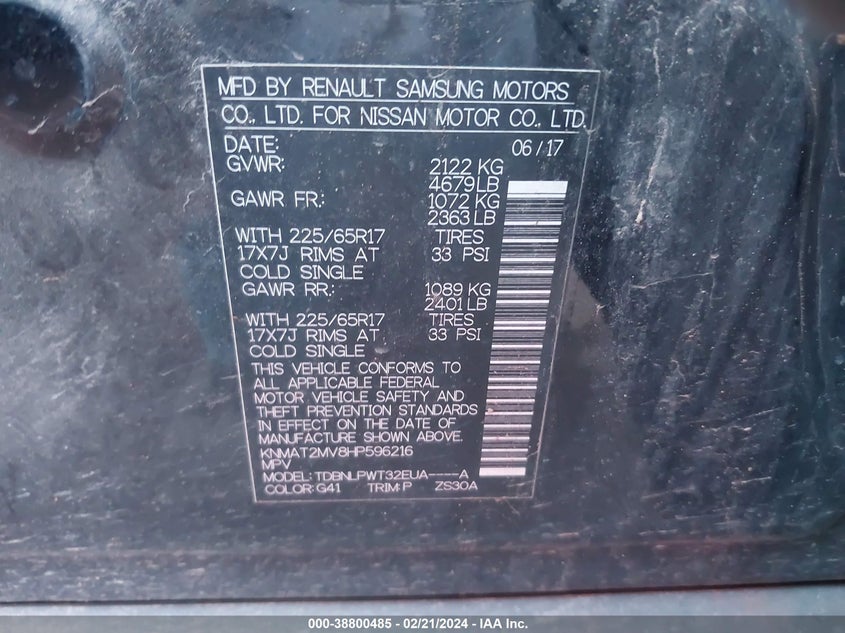 MFD BY RENAULT SAMSUNG MOTORS
CO., LTD. FOR NISSAN MOTOR CO., LTD.
DATE: 06/17
GVWR: 2122 KG
4679 LB
GAWR FR.: 1072 KG
2363 LB
WITH 225/65R17 TIRES
17X7J RIMS AT 33 PSI
COLD SINGLE
GAWR RR.: 1089 KG
2401 LB
WITH 225/65R17 TIRES
17X7J RIMS AT 33 PSI
COLD SINGLE
THIS VEHICLE CONFORMS TO
ALL APPLICABLE FEDERAL
MOTOR VEHICLE SAFETY AND
THEFT PREVENTION STANDARDS
IN EFFECT ON THE DATE OF
MANUFACTURE SHOWN ABOVE.
KNMAT2MV8HP596216
MPV
MODEL: TDBNLPWT32EUA----A
COLOR: G41 TRIM: P ZS30A
000-38800485 - 02/21/2024 - IAA Inc.